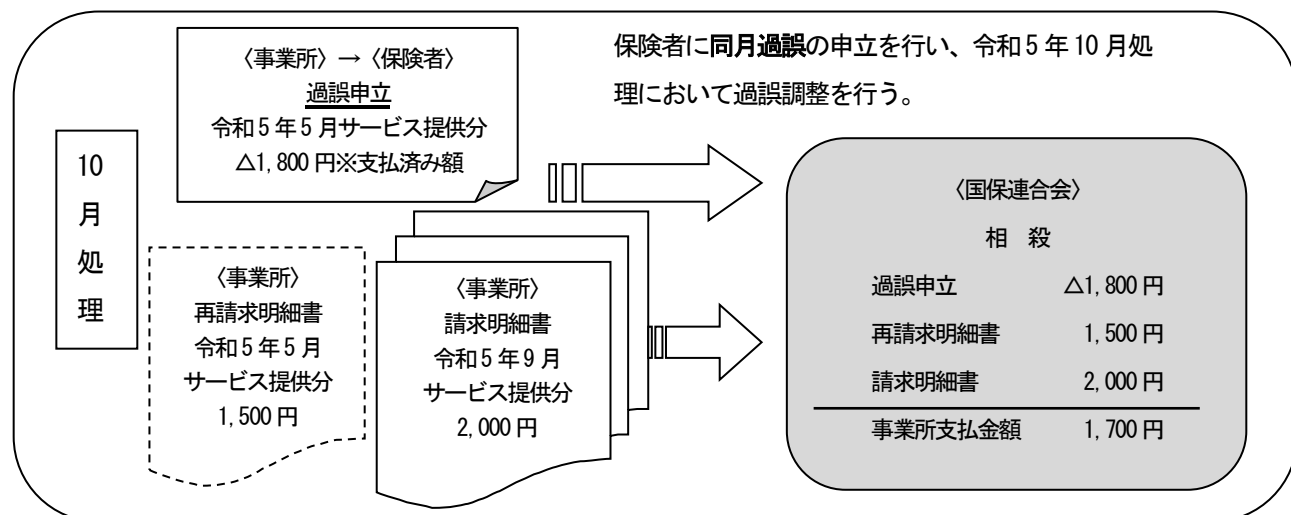 10
月
処
理
〈事業所〉→〈保険者〉
過誤申立
令和5年5月サービス提供分
△1,800円※支払済み額
保険者に同月過誤の申立を行い、令和5年10月処
理において過誤調整を行う。
〈事業所〉
再請求明細書
令和5年5月
サービス提供分
1,500円
〈事業所〉
請求明細書
令和5年9月
サービス提供分
2,000円
〈国保連合会〉
相　殺
過誤申立　△1,800円
再請求明細書　1,500円
請求明細書　2,000円
事業所支払金額　1,700円